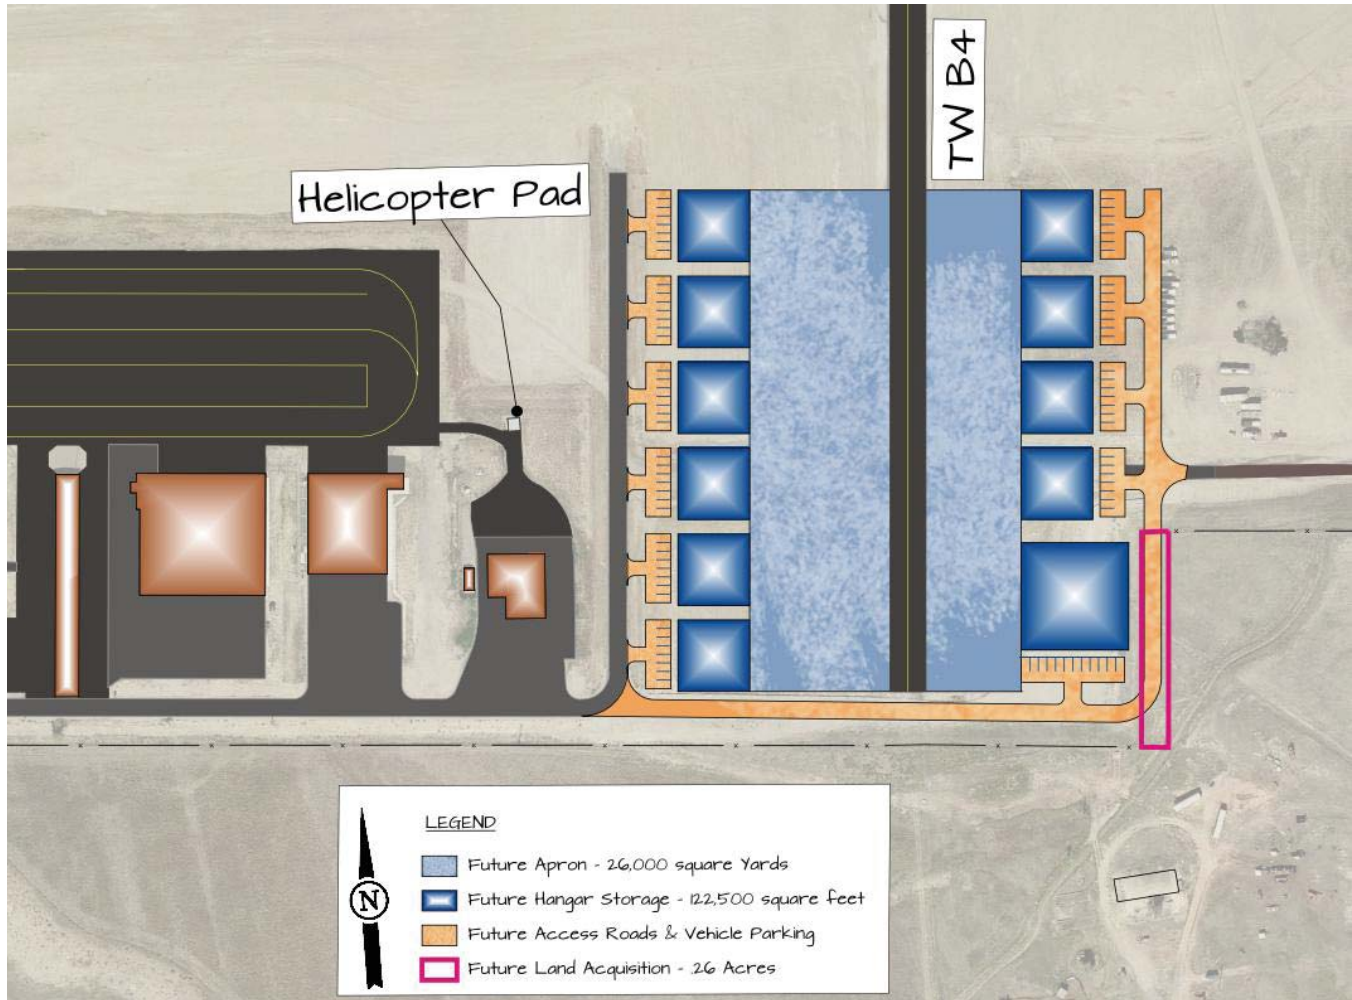 TW B4
Helicopter Pad
LEGEND
Future Apron - 26,000 square Yards
Future Hangar Storage - 122,500 square feet
Future Access Roads & Vehicle Parking
Future Land Acquisition - .26 Acres
N